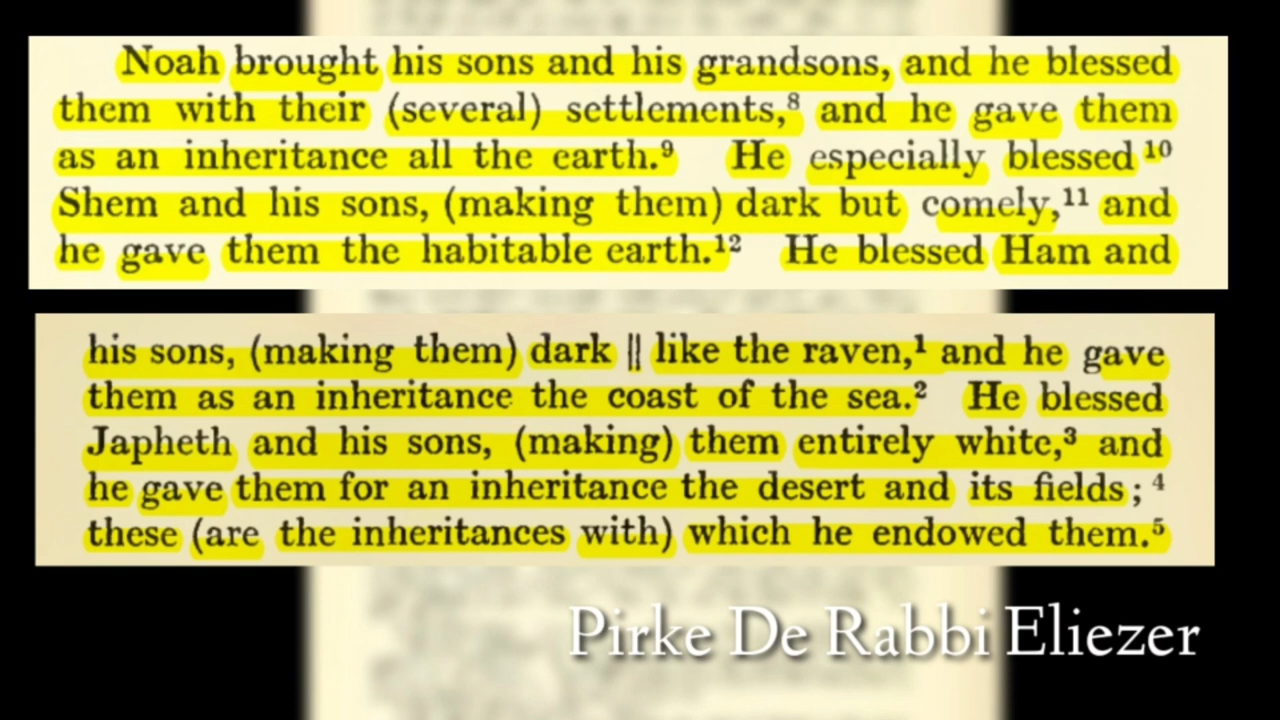 Noah brought his sons and his grandsons, and he blessed
them with their (several) settlements,⁸ and he gave them
as an inheritance all the earth.⁹ He especially blessed¹⁰
Shem and his sons, (making them) dark but comely,¹¹ and
he gave them the habitable earth.¹² He blessed Ham and
his sons, (making them) dark || like the raven,¹ and he gave
them as an inheritance the coast of the sea.² He blessed
Japheth and his sons, (making) them entirely white,³ and
he gave them for an inheritance the desert and its fields;⁴
these (are the inheritances with) which he endowed them.⁵
Pirke De Rabbi Eliezer